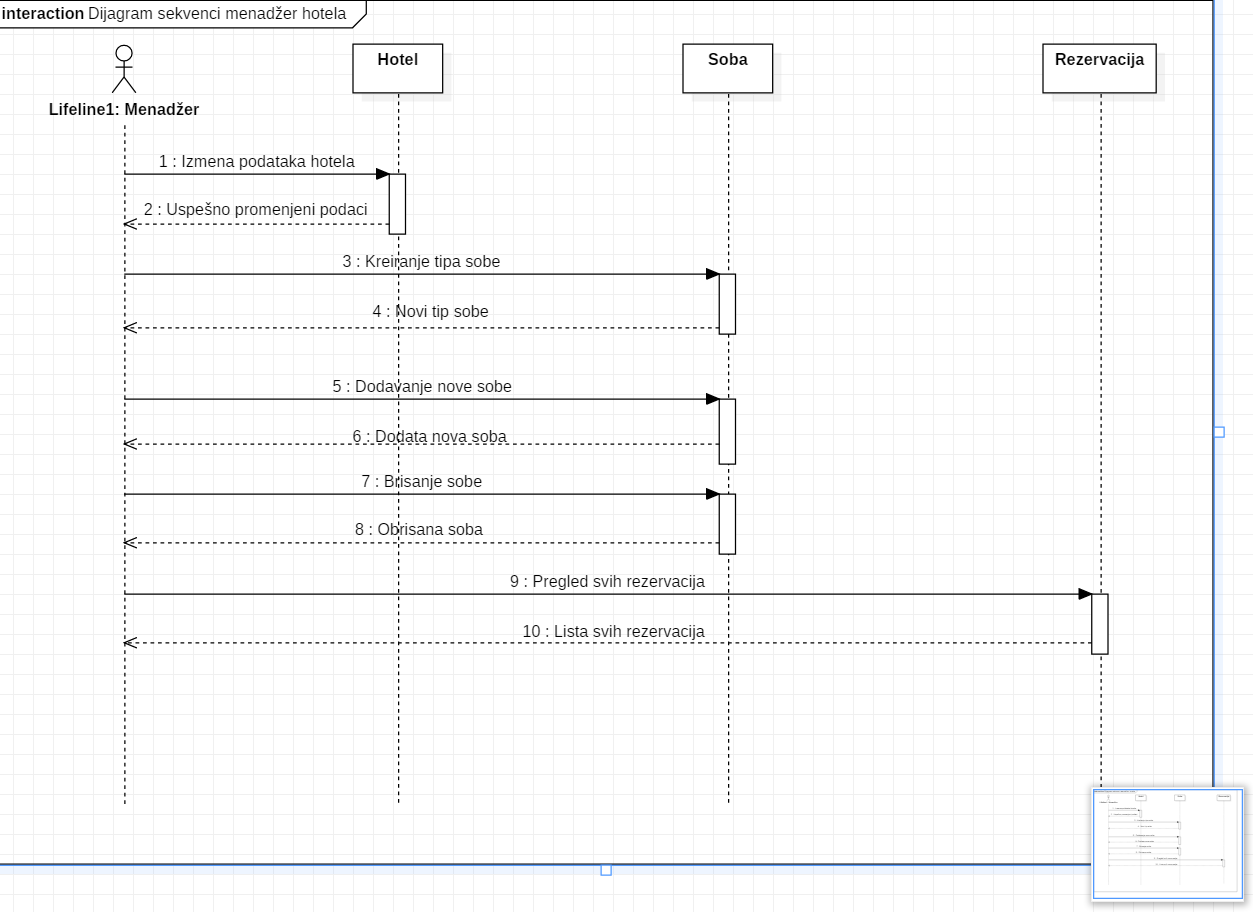 interaction Dijagram sekvenci menadžer hotela
Hotel
Soba
Rezervacija
Lifeline1: Menadžer
1 : Izmena podataka hotela
2 : Uspešno promenjeni podaci
3 : Kreiranje tipa sobe
4 : Novi tip sobe
5 : Dodavanje nove sobe
6 : Dodata nova soba
7 : Brisanje sobe
8 : Obrisana soba
9 : Pregled svih rezervacija
10 : Lista svih rezervacija